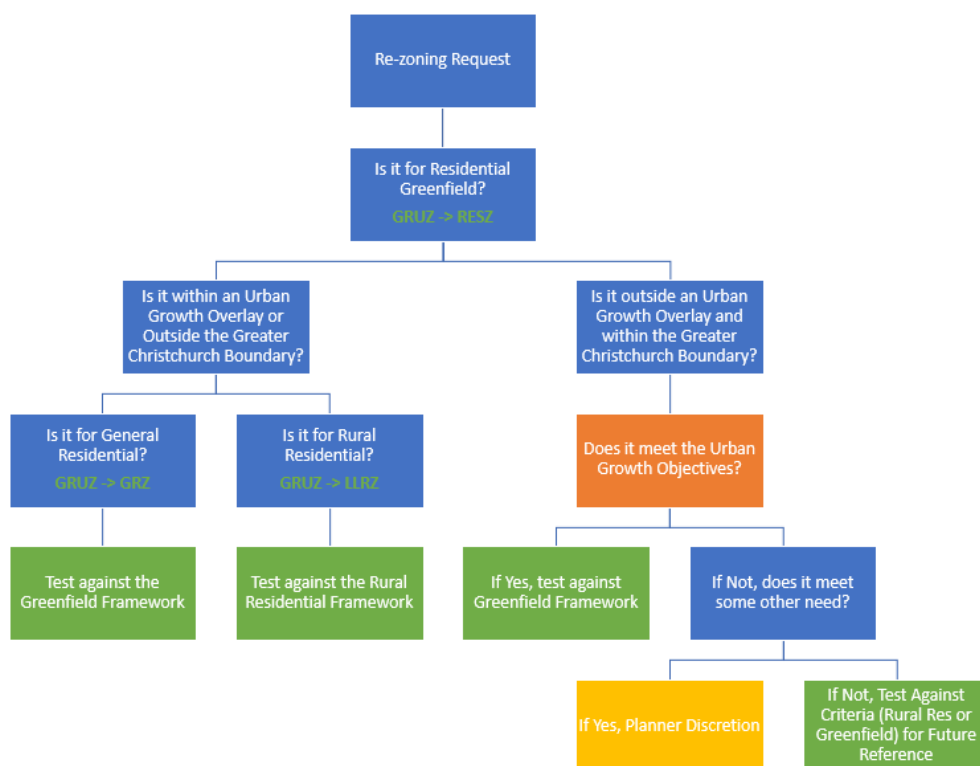 Re-zoning Request
Is it for Residential
Greenfield?
GRUZ -> RESZ
Is it within an Urban
Growth Overlay or
Outside the Greater
Christchurch Boundary?
Is it outside an Urban
Growth Overlay and
within the Greater
Christchurch Boundary?
Is it for General
Residential?
GRUZ -> GRZ
Is it for Rural
Residential?
GRUZ -> LLRZ
Does it meet the Urban
Growth Objectives?
Test against the
Greenfield Framework
Test against the Rural
Residential Framework
If Yes, test against
Greenfield Framework
If Not, does it meet
some other need?
If Yes, Planner Discretion
If Not, Test Against
Criteria (Rural Res or
Greenfield) for Future
Reference